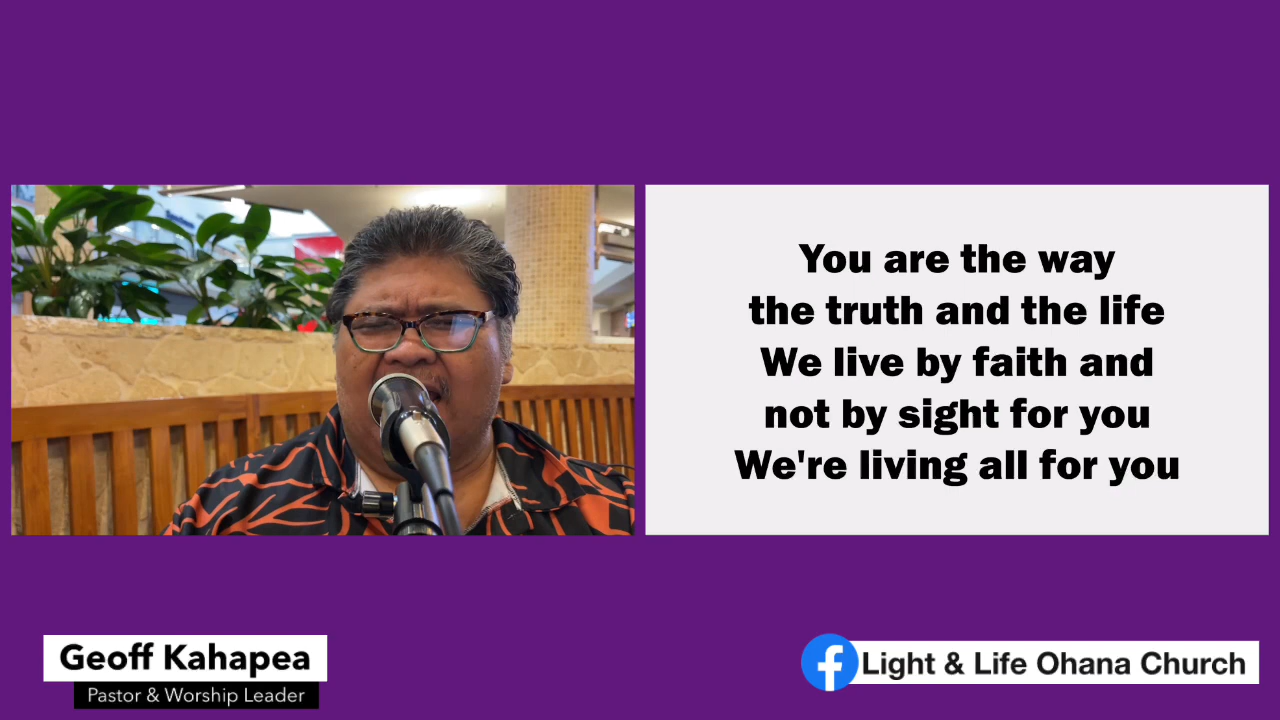 You are the way
the truth and the life
We live by faith and
not by sight for you
We're living all for you
Geoff Kahapea
Pastor & Worship Leader
Light & Life Ohana Church